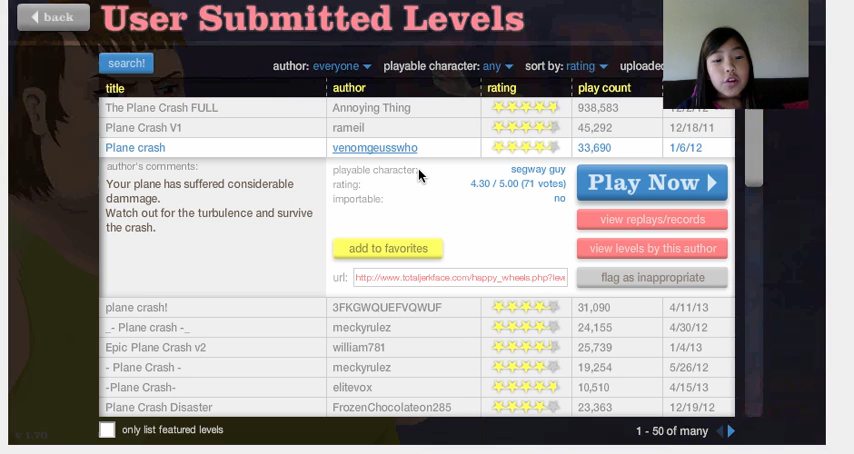 back
User Submitted Levels
search!
author: everyone playable character: any sort by: rating uploaded
title author rating play count
The Plane Crash FULL Annoying Thing 938,583 12/2/12
Plane Crash V1 rameil 45,292 12/18/11
Plane crash venomgeusswho 33,690 1/6/12
author's comments:
Your plane has suffered considerable
dammage.
Watch out for the turbulence and survive
the crash.
playable character: segway guy
rating: 4.30 / 5.00 (71 votes)
importable: no
add to favorites
url: http://www.totaljerkface.com/happy_wheels.php?lev
Play Now
view replays/records
view levels by this author
flag as inappropriate
plane crash! 3FKGWQUEFVQWUF 31,090 4/11/13
_- Plane crash -_ meckyrulez 24,155 4/30/12
Epic Plane Crash v2 william781 25,739 1/4/13
- Plane Crash - meckyrulez 19,254 5/26/12
-Plane Crash- elitevox 10,510 4/15/13
Plane Crash Disaster FrozenChocolateon285 23,363 12/19/12
v 1.70 only list featured levels 1 - 50 of many